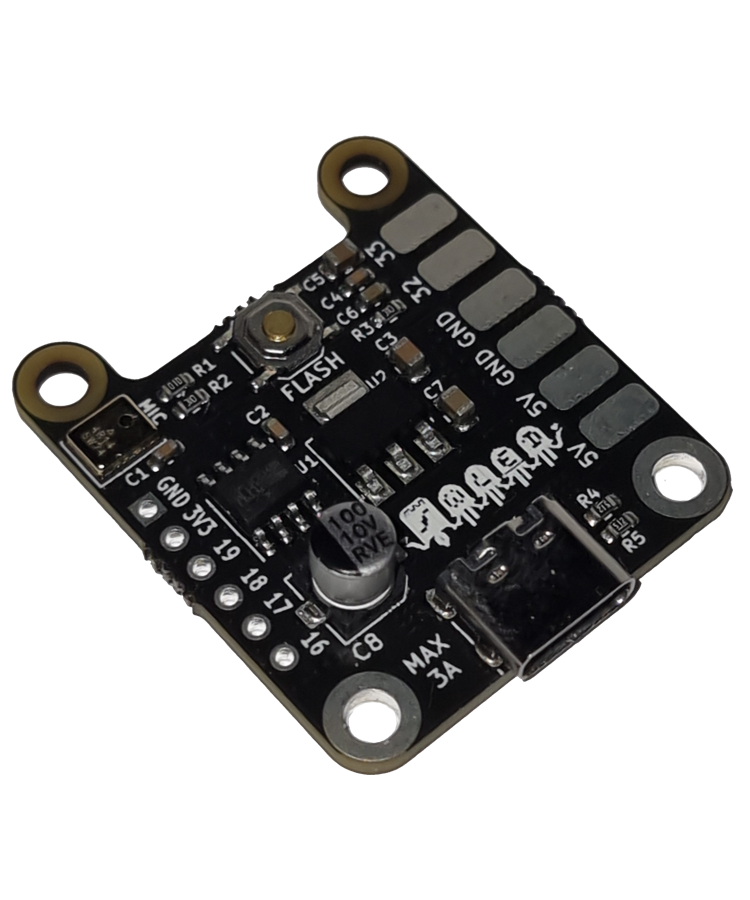 33
32
GND
GND
5V
5V
C5
C4
C6
R3
C3
C7
FLASH
U2
R1
R2
C2
C1
U1
GND
3V3
19
18
17
16
100
10V
RVE
C8
MAX
3A
R4
R5